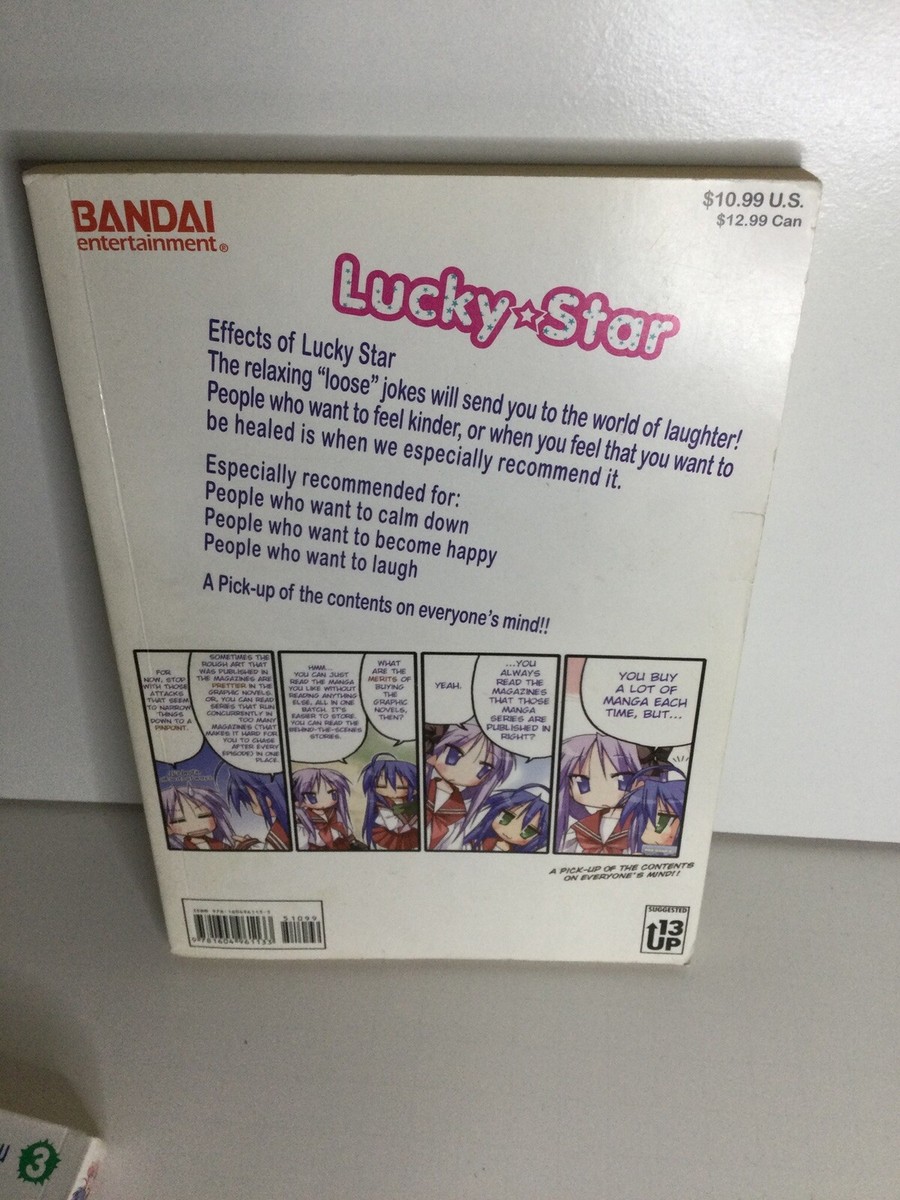 BANDAI
entertainment®
$10.99 U.S.
$12.99 Can
Lucky☆Star
Effects of Lucky Star
The relaxing “loose” jokes will send you to the world of laughter!
People who want to feel kinder, or when you feel that you want to
be healed is when we especially recommend it.
Especially recommended for:
People who want to calm down
People who want to become happy
People who want to laugh
A Pick-up of the contents on everyone’s mind!!
YOU BUY
A LOT OF
MANGA EACH
TIME, BUT...
...YOU
ALWAYS
READ THE
MAGAZINES
THAT THOSE
MANGA
SERIES ARE
PUBLISHED IN
RIGHT?
YEAH.
WHAT
ARE THE
MERITS OF
BUYING
THE
GRAPHIC
NOVELS,
THEN?
HMM...
YOU CAN JUST
READ THE MANGA
YOU LIKE WITHOUT
READING ANYTHING
ELSE, ALL IN ONE
BATCH. IT'S
EASIER TO STORE.
YOU CAN READ THE
BEHIND-THE-SCENES
STORIES.
SOMETIMES THE
ROUGH ART THAT
WAS PUBLISHED IN
THE MAGAZINES ARE
PRETTIER IN THE
GRAPHIC NOVELS.
OR, YOU CAN READ
SERIES THAT RUN
CONCURRENTLY IN
TOO MANY
MAGAZINES (THAT
MAKES IT HARD FOR
YOU TO CHASE
AFTER EVERY
EPISODE) IN ONE
PLACE.
FOR
NOW, STOP
WITH THOSE
ATTACKS
THAT SEEM
TO NARROW
THINGS
DOWN TO A
PINPOINT.
A PICK-UP OF THE CONTENTS
ON EVERYONE'S MIND!!
51099
9781604961133
SUGGESTED
13
UP
3